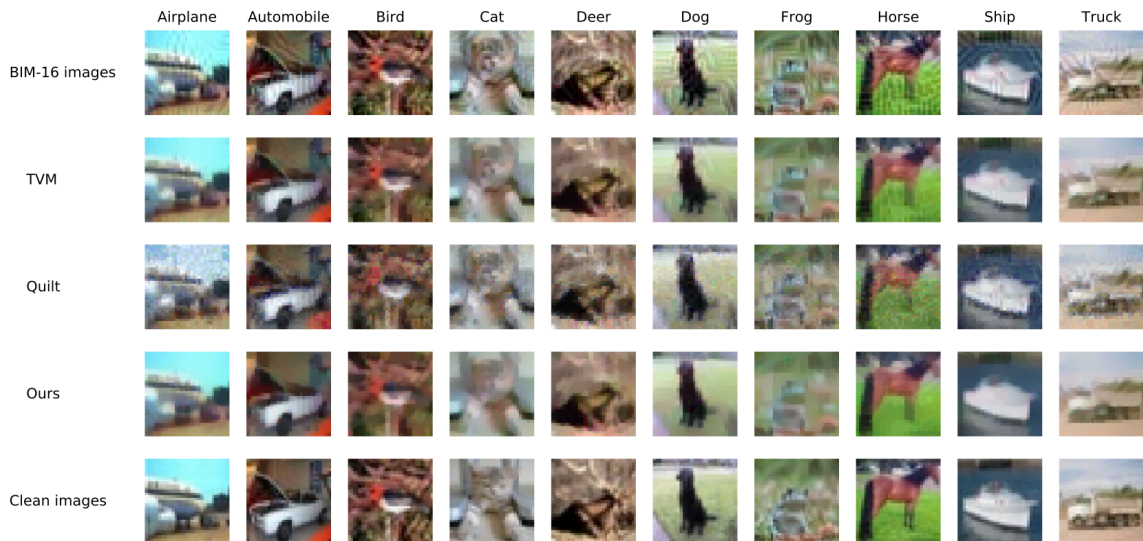 Airplane Automobile Bird Cat Deer Dog Frog Horse Ship Truck
BIM-16 images
TVM
Quilt
Ours
Clean images